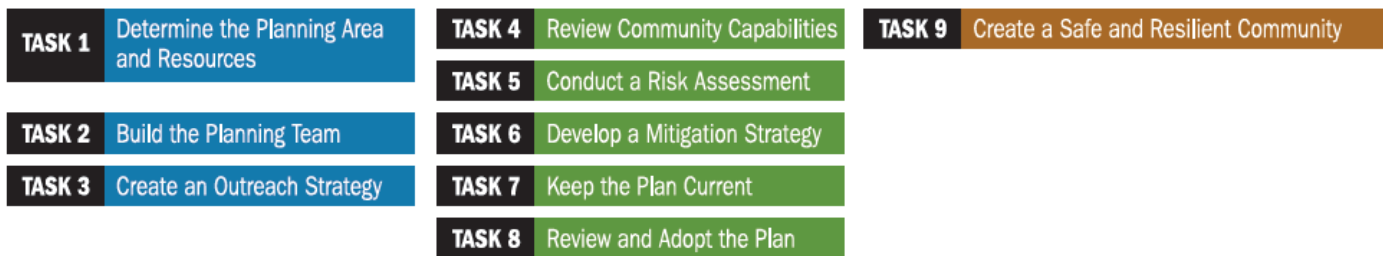 TASK 1 Determine the Planning Area
and Resources
TASK 2 Build the Planning Team
TASK 3 Create an Outreach Strategy
TASK 4 Review Community Capabilities
TASK 5 Conduct a Risk Assessment
TASK 6 Develop a Mitigation Strategy
TASK 7 Keep the Plan Current
TASK 8 Review and Adopt the Plan
TASK 9 Create a Safe and Resilient Community